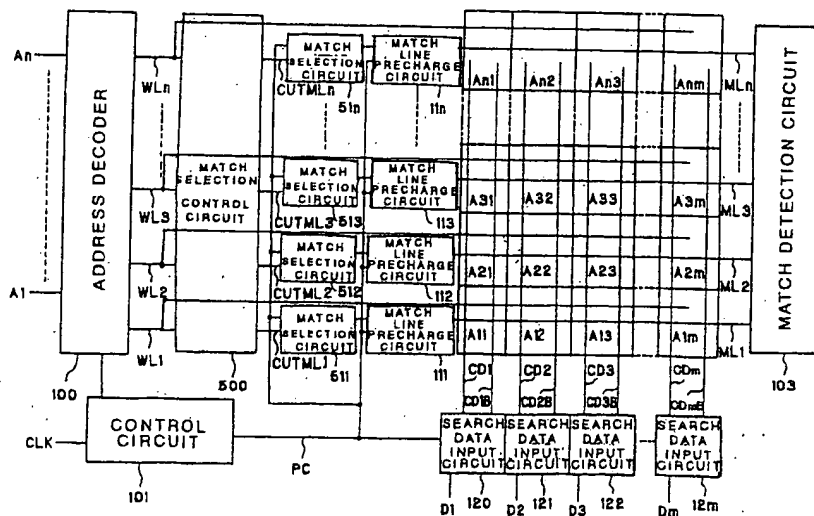 An
A1
ADDRESS DECODER
100
WLn
WL3
WL2
WL1
MATCH
SELECTION
CONTROL
CIRCUIT
500
MATCH
SELECTION
CIRCUIT
CUTMLn
51n
MATCH
LINE
PRECHARGE
CIRCUIT
11n
An1 An2 An3 Anm
MLn
MATCH
SELECTION
CIRCUIT
CUTML3
513
MATCH
LINE
PRECHARGE
CIRCUIT
113
A31 A32 A33 A3m
ML3
MATCH
SELECTION
CIRCUIT
CUTML2
512
MATCH
LINE
PRECHARGE
CIRCUIT
112
A21 A22 A23 A2m
ML2
MATCH
SELECTION
CIRCUIT
CUTML1
511
MATCH
LINE
PRECHARGE
CIRCUIT
111
A11 A12 A13 A1m
ML1
MATCH DETECTION CIRCUIT
103
CD1 CD2 CD3 CDm
CD1B CD2B CD3B CDmB
CLK
CONTROL
CIRCUIT
101
PC
SEARCH
DATA
INPUT
CIRCUIT
D1 120
SEARCH
DATA
INPUT
CIRCUIT
D2 121
SEARCH
DATA
INPUT
CIRCUIT
D3 122
SEARCH
DATA
INPUT
CIRCUIT
Dm 12m